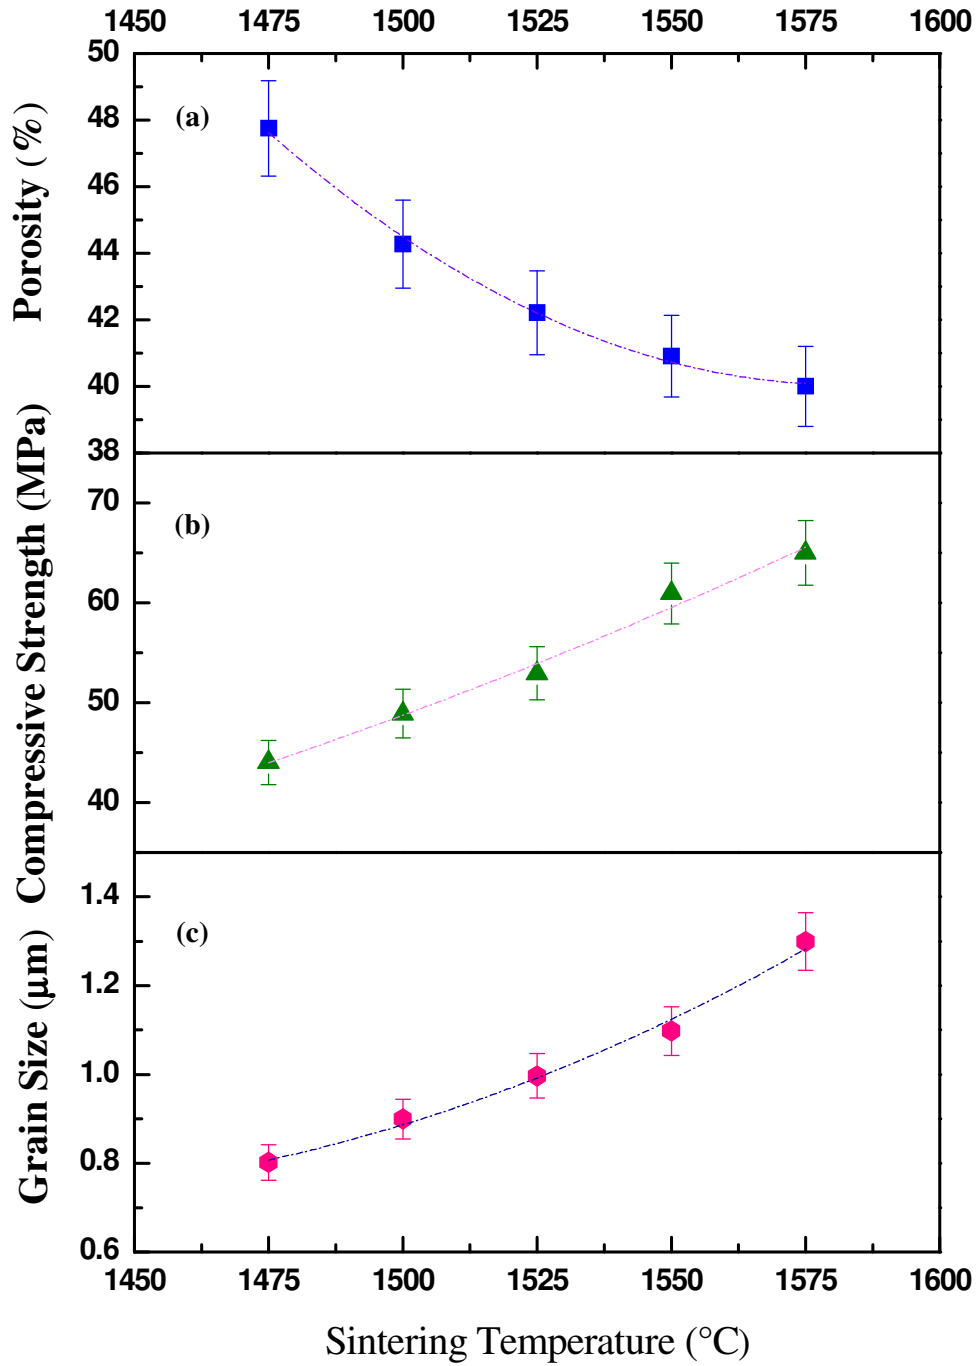 1450 1475 1500 1525 1550 1575 1600
50
48
46
44
42
40
38
Porosity (%)
(a)
70
60
50
40
Compressive Strength (MPa)
(b)
1.4
1.2
1.0
0.8
0.6
Grain Size (μm)
(c)
1450 1475 1500 1525 1550 1575 1600
Sintering Temperature (°C)